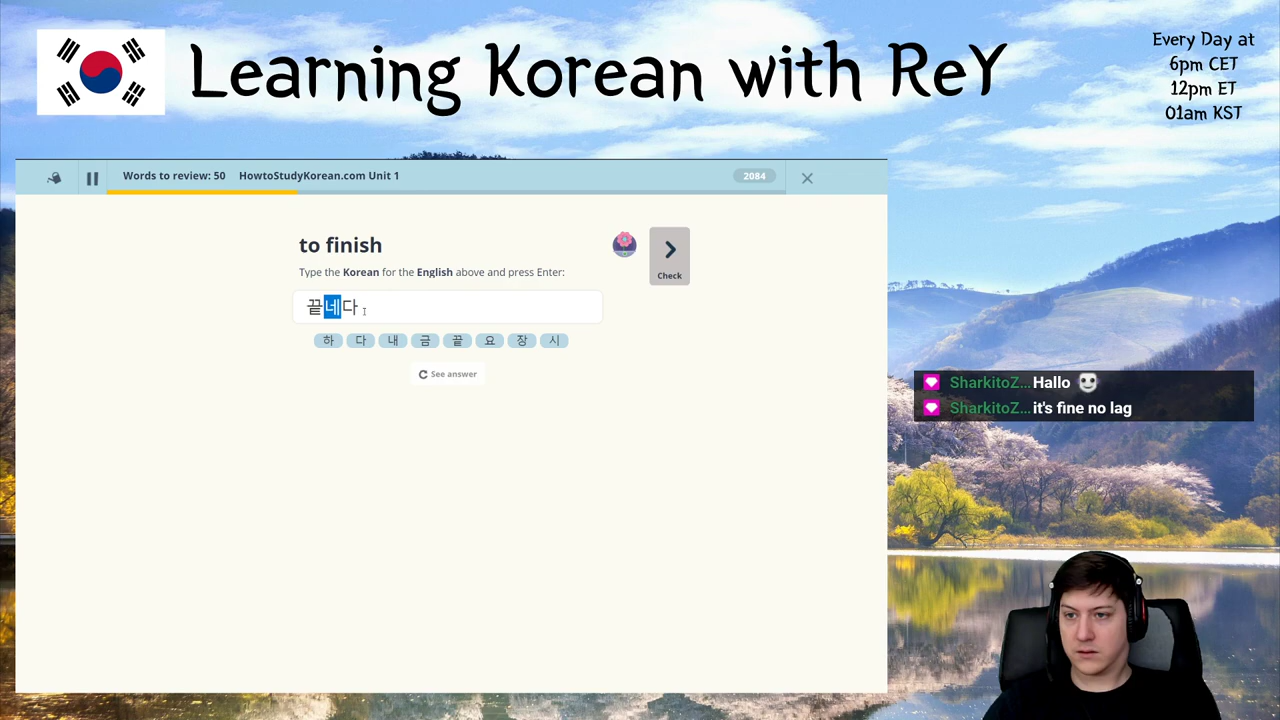 Learning Korean with ReY
Every Day at
6pm CET
12pm ET
01am KST
Words to review: 50 HowtoStudyKorean.com Unit 1
2084
to finish
Type the Korean for the English above and press Enter:
Check
끝네다
하 다 내 금 끝 요 장 시
See answer
SharkitoZ... Hallo
SharkitoZ... it's fine no lag